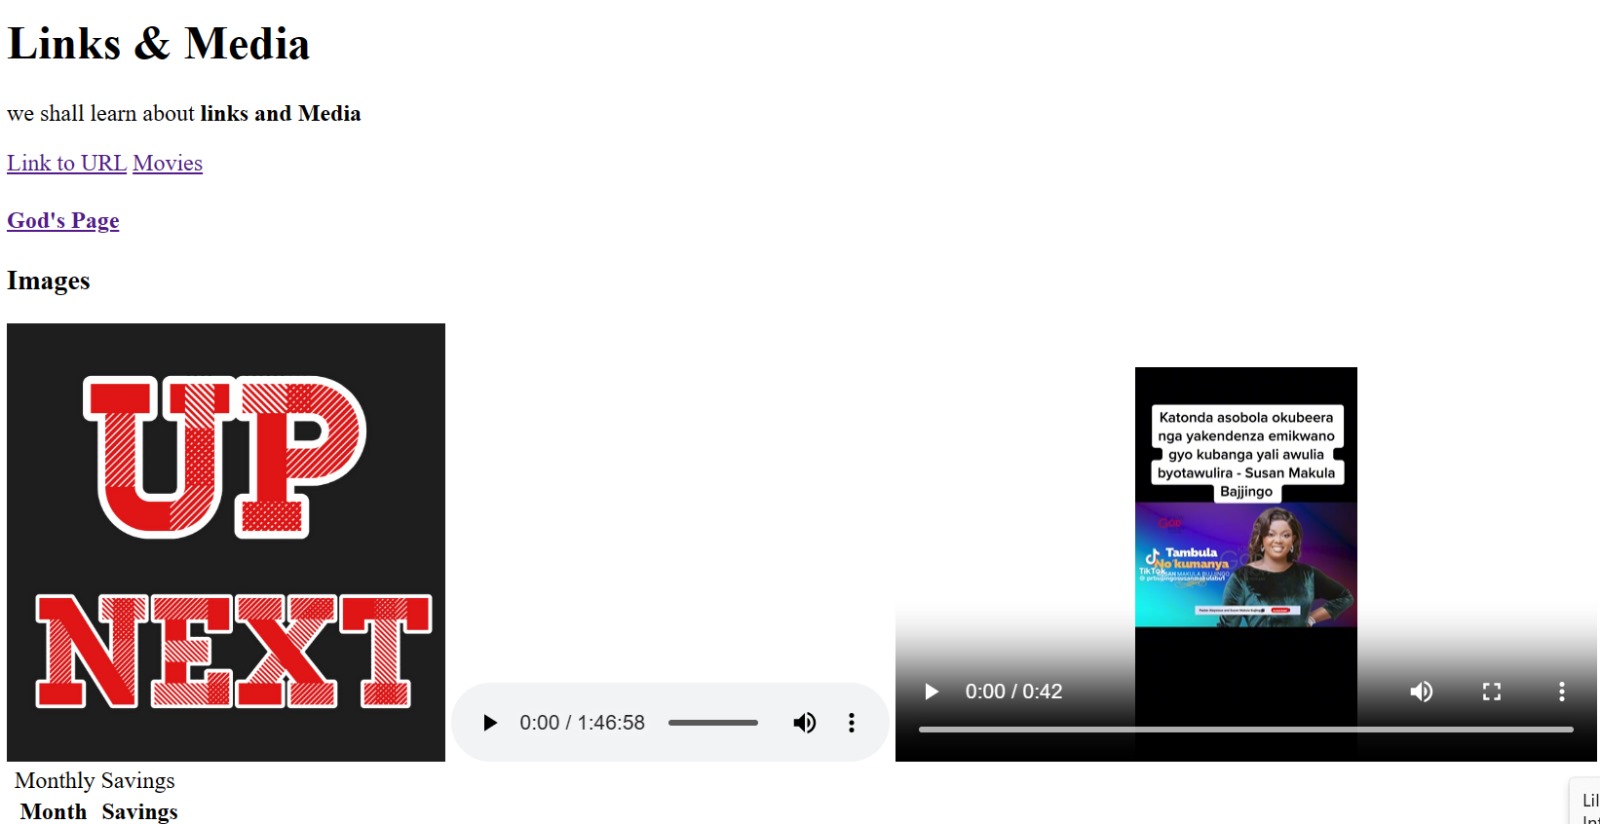 Links & Media
we shall learn about links and Media
Link to URL Movies
God's Page
Images
UP
NEXT
0:00 / 1:46:58
Katonda asobola okubeera
nga yakendenza emikwano
gyo kubanga yali awulia
byotawulira - Susan Makula
Bajjingo
GOD
Tambula
No'kumanya
TikTok
0:00 / 0:42
Monthly Savings
Month Savings
Lil